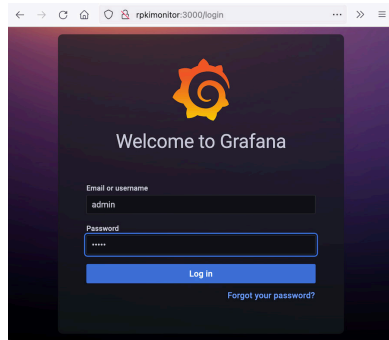 rpkimonitor:3000/login
Welcome to Grafana
Email or username
admin
Password
•••••
Log in
Forgot your password?